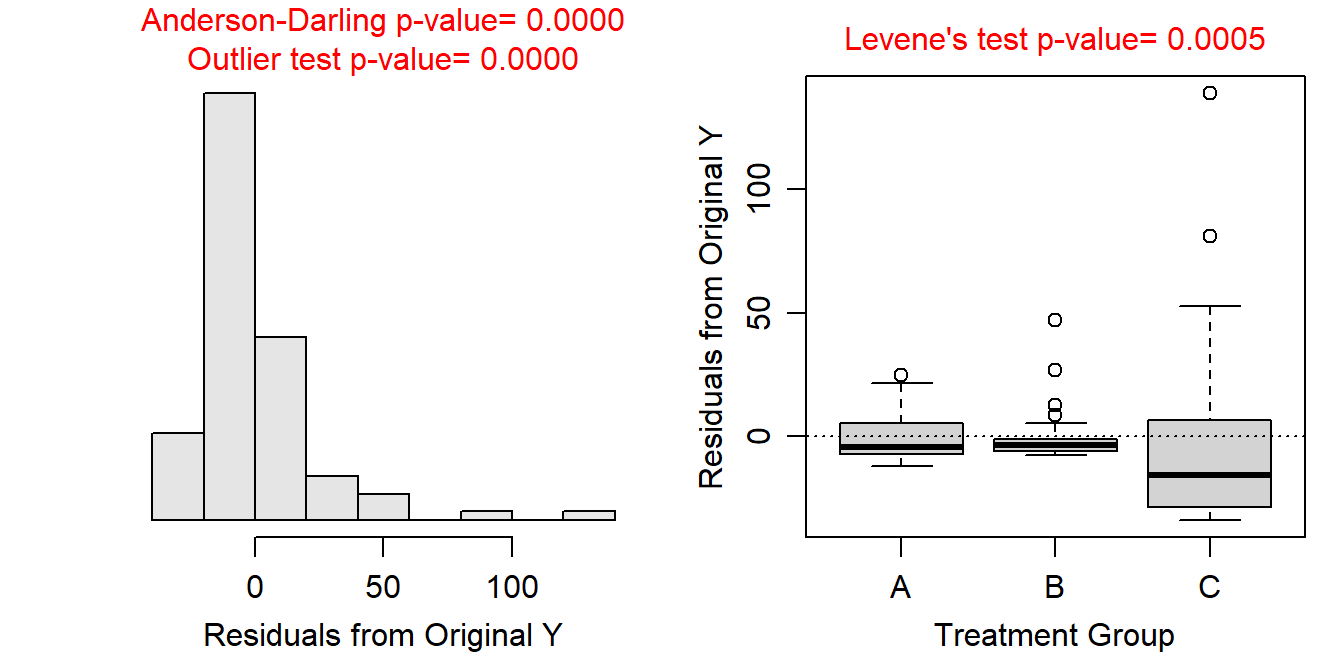 Anderson-Darling p-value= 0.0000
Outlier test p-value= 0.0000
0 50 100
Residuals from Original Y
Levene's test p-value= 0.0005
Residuals from Original Y
100
50
0
A B C
Treatment Group